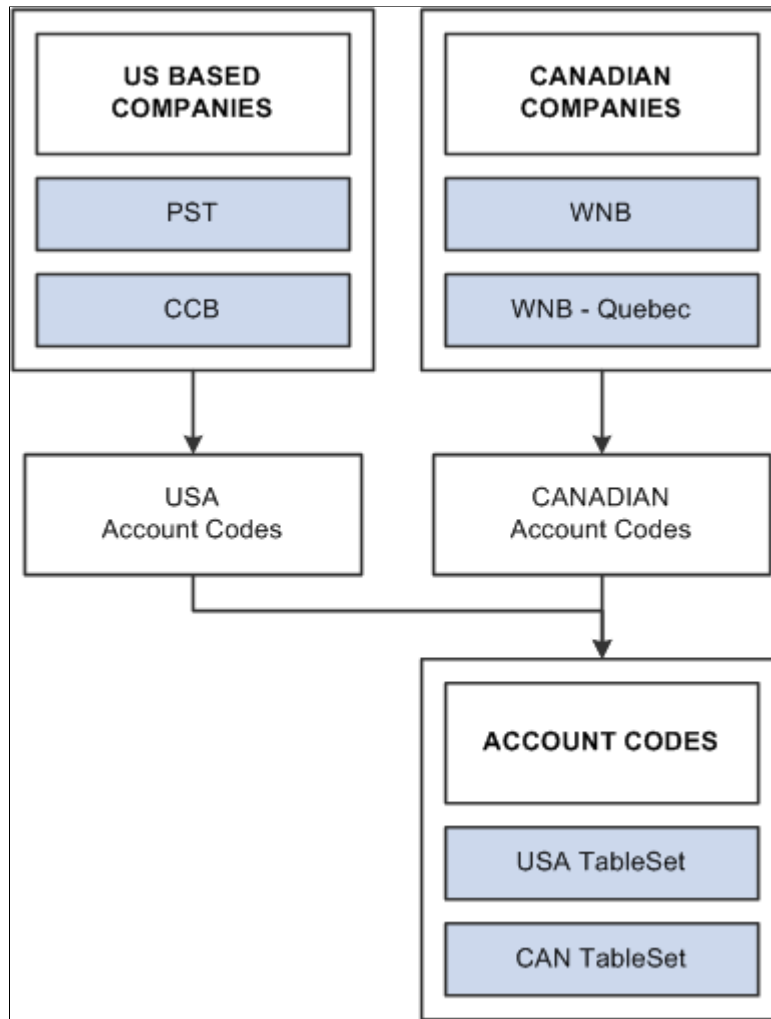 US BASED
COMPANIES
PST
CCB
CANADIAN
COMPANIES
WNB
WNB - Quebec
USA
Account Codes
CANADIAN
Account Codes
ACCOUNT CODES
USA TableSet
CAN TableSet